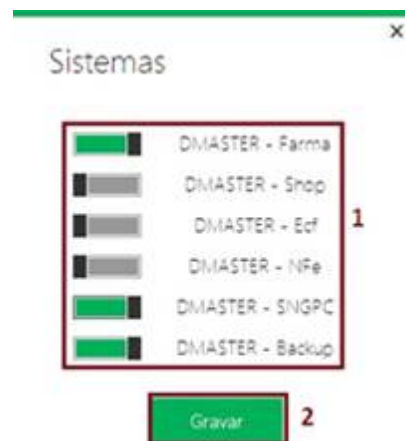 ×
Sistemas
DMASTER - Farma
DMASTER - Shop
DMASTER - Ecf
DMASTER - NFe
DMASTER - SNGPC
DMASTER - Backup
1
Gravar
2